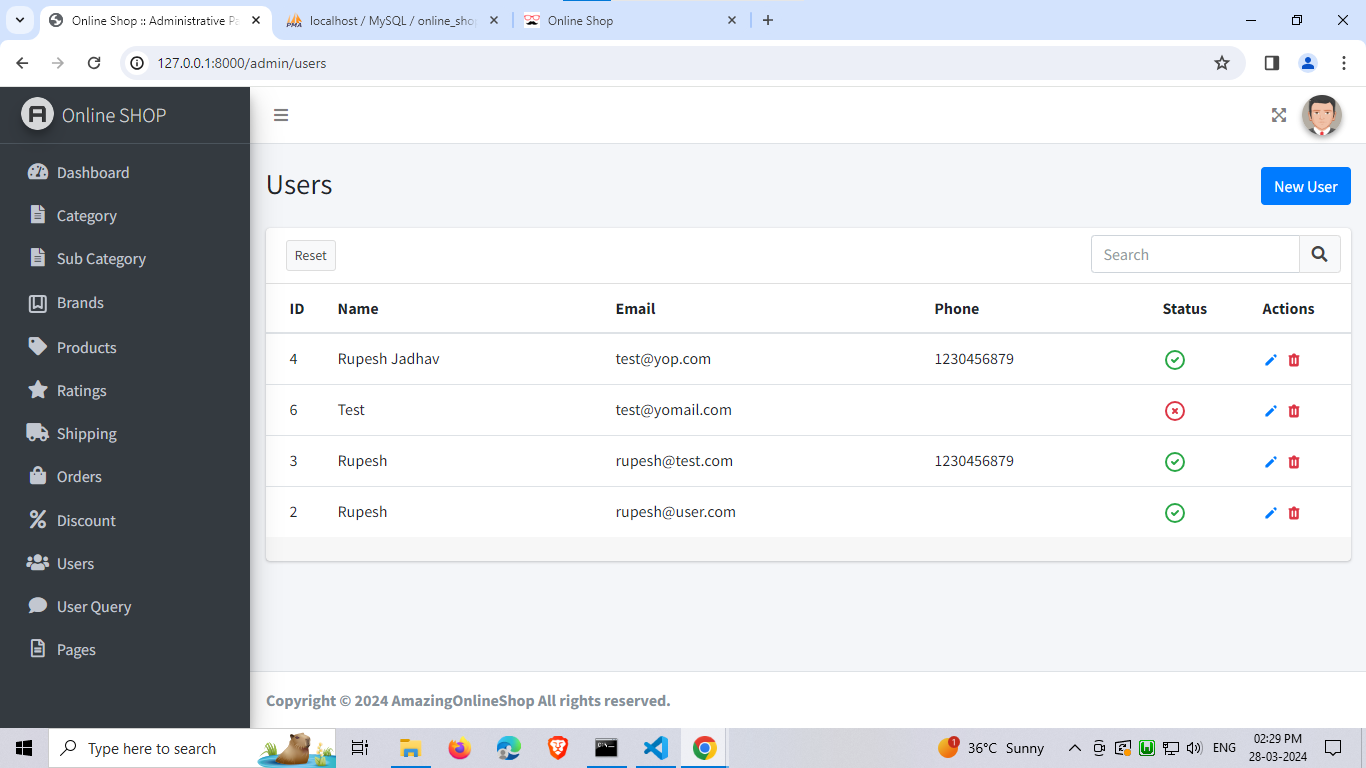 Online Shop :: Administrative Pa
localhost / MySQL / online_shop
Online Shop
127.0.0.1:8000/admin/users
Online SHOP
Dashboard
Category
Sub Category
Brands
Products
Ratings
Shipping
Orders
Discount
Users
User Query
Pages
Users
New User
Reset
Search
ID Name Email Phone Status Actions
4 Rupesh Jadhav test@yop.com 1230456879
6 Test test@yomail.com
3 Rupesh rupesh@test.com 1230456879
2 Rupesh rupesh@user.com
Copyright © 2024 AmazingOnlineShop All rights reserved.
Type here to search
1
36°C Sunny
ENG
02:29 PM
28-03-2024